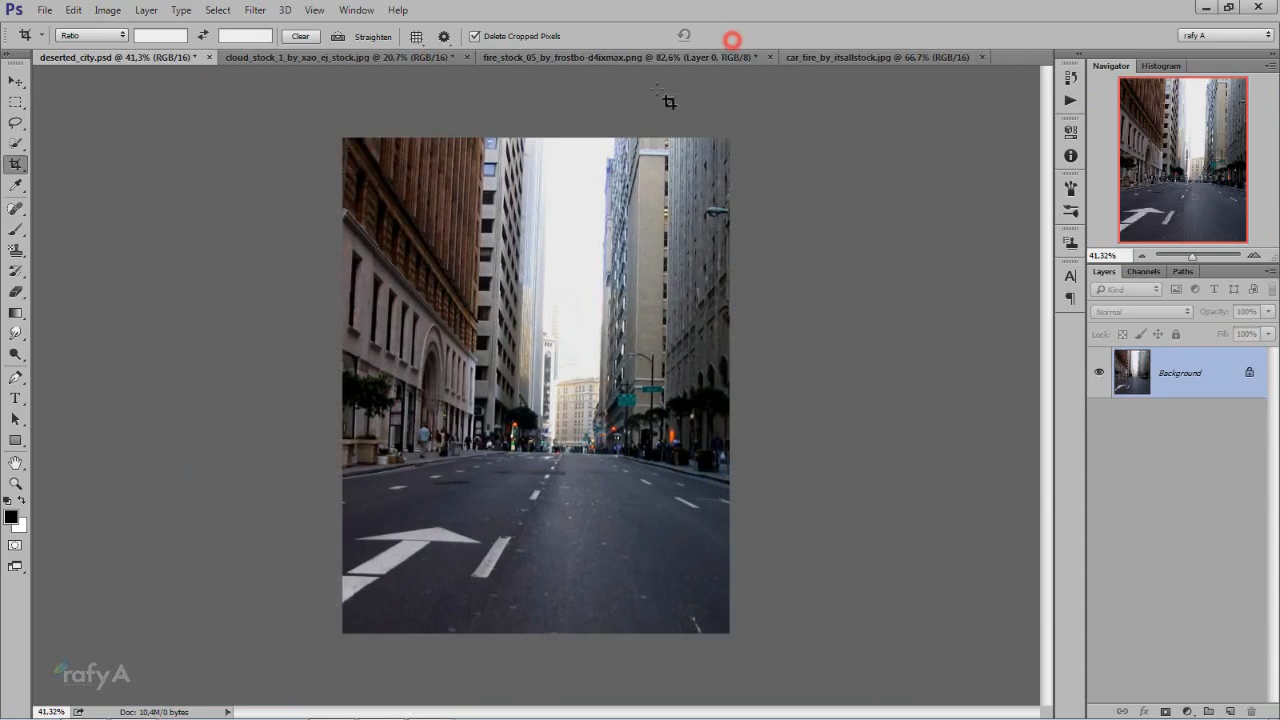 Ps File Edit Image Layer Type Select Filter 3D View Window Help
Ratio Clear Straighten Delete Cropped Pixels rafy A
deserted_city.psd @ 41,3% (RGB/16) * × cloud_stock_1_by_xao_ej_stock.jpg @ 20,7% (RGB/16) * × fire_stock_05_by_frostbo-d4ixmax.png @ 82,6% (Layer 0, RGB/8) * × car_fire_by_itsallstock.jpg @ 66,7% (RGB/16) ×
Navigator Histogram
41,32%
Layers Channels Paths
Kind
Normal Opacity: 100%
Lock: Fill: 100%
Background
rafy A
41,32% Doc: 10,4M/0 bytes